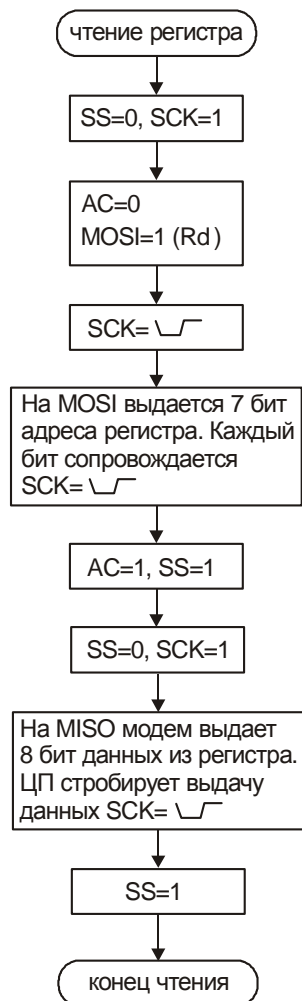 чтение регистра
SS=0, SCK=1
AC=0
MOSI=1 (Rd)
SCK=
На MOSI выдается 7 бит
адреса регистра. Каждый
бит сопровождается
SCK=
AC=1, SS=1
SS=0, SCK=1
На MISO модем выдает
8 бит данных из регистра.
ЦП стробирует выдачу
данных SCK=
SS=1
конец чтения